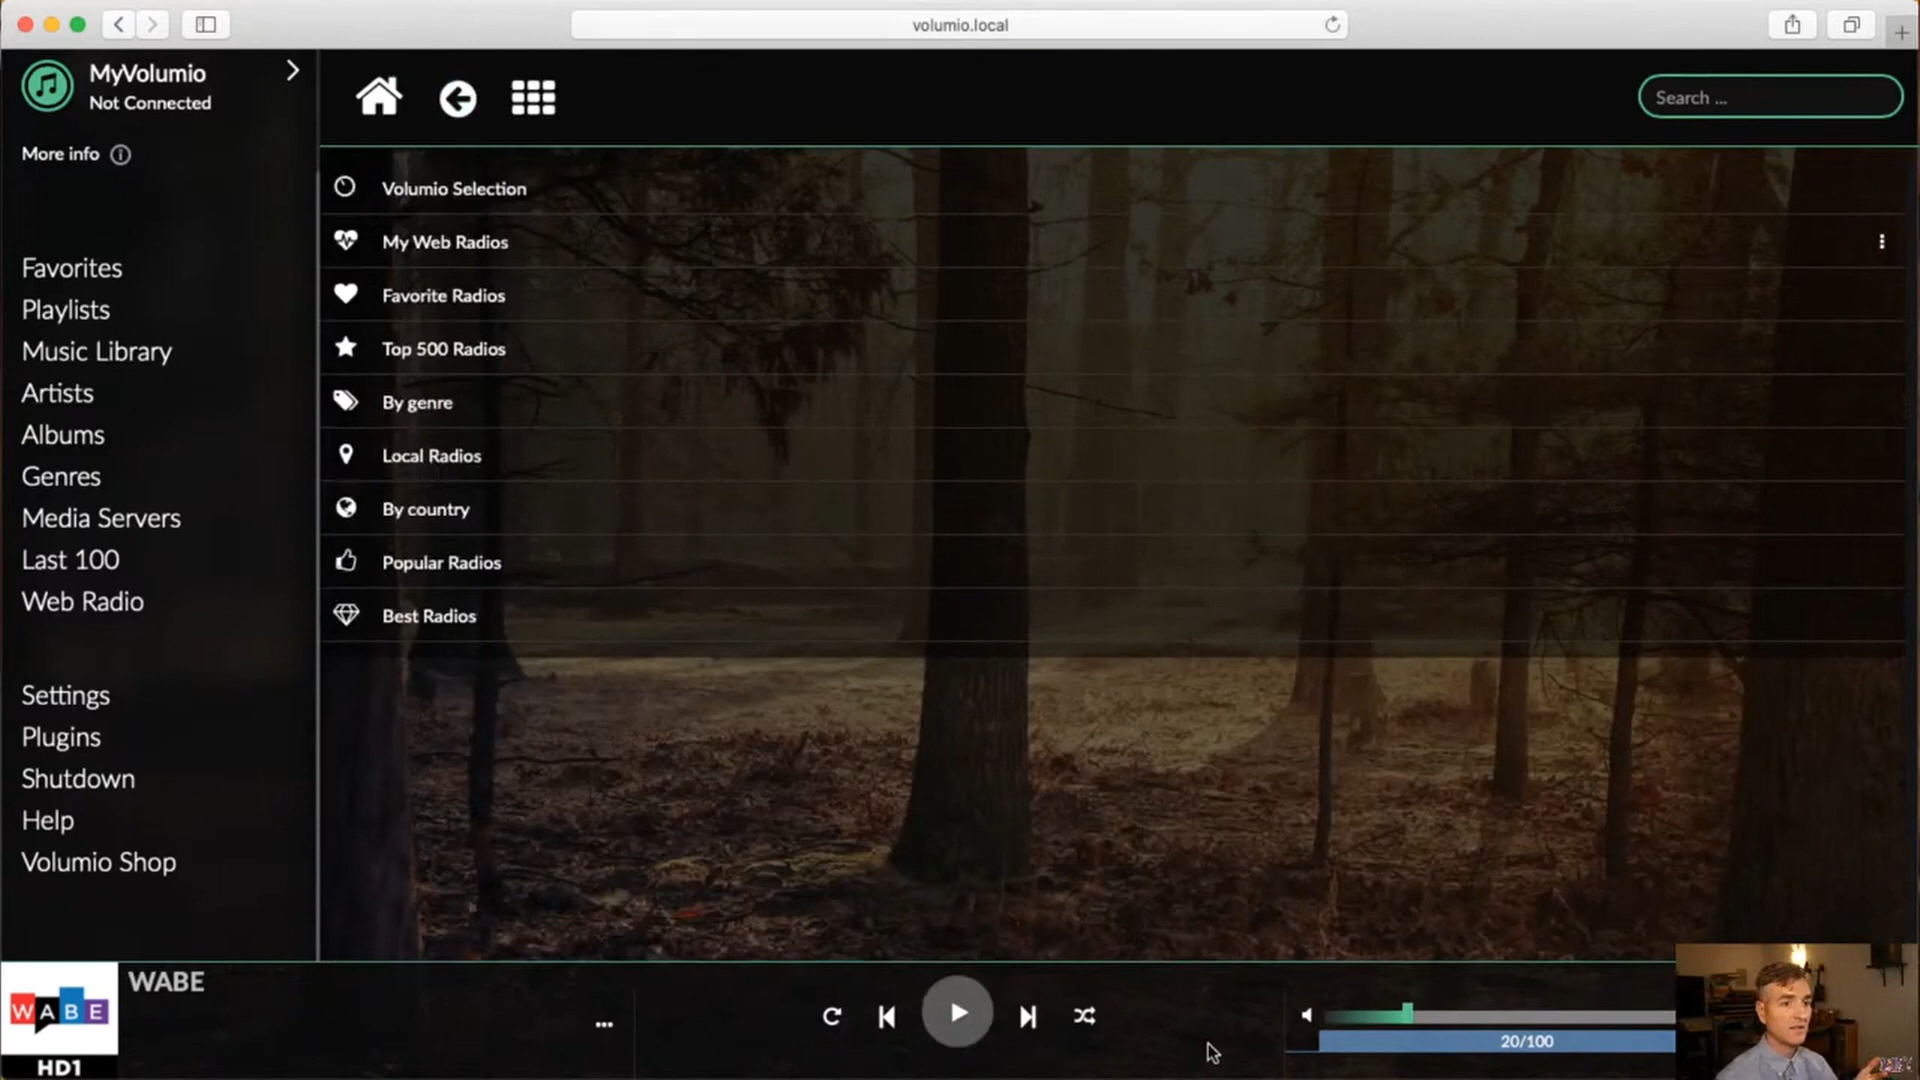 volumio.local
MyVolumio
Not Connected
More info
Search ...
Favorites
Playlists
Music Library
Artists
Albums
Genres
Media Servers
Last 100
Web Radio
Settings
Plugins
Shutdown
Help
Volumio Shop
Volumio Selection
My Web Radios
Favorite Radios
Top 500 Radios
By genre
Local Radios
By country
Popular Radios
Best Radios
WABE
HD1
WABE
20/100